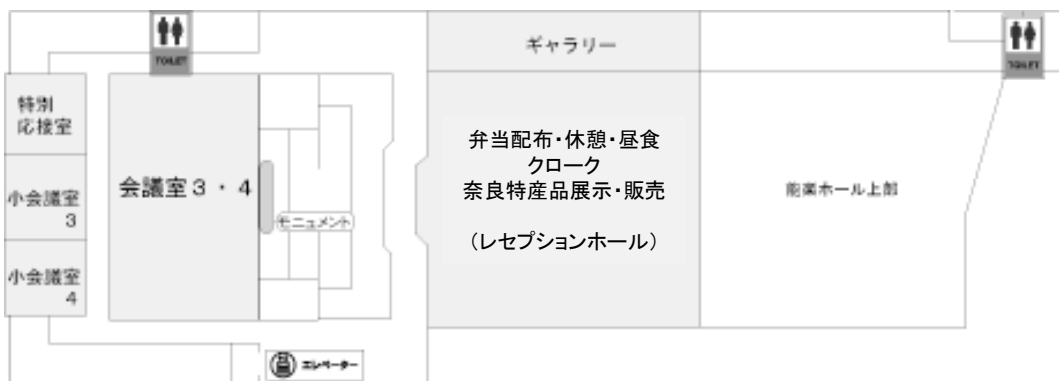 TOILET
TOILET
ギャラリー
特別
応接室
小会議室
3
小会議室
4
会議室3・4
モニュメント
弁当配布・休憩・昼食
クローク
奈良特産品展示・販売
(レセプションホール)
能楽ホール上部
エレベーター